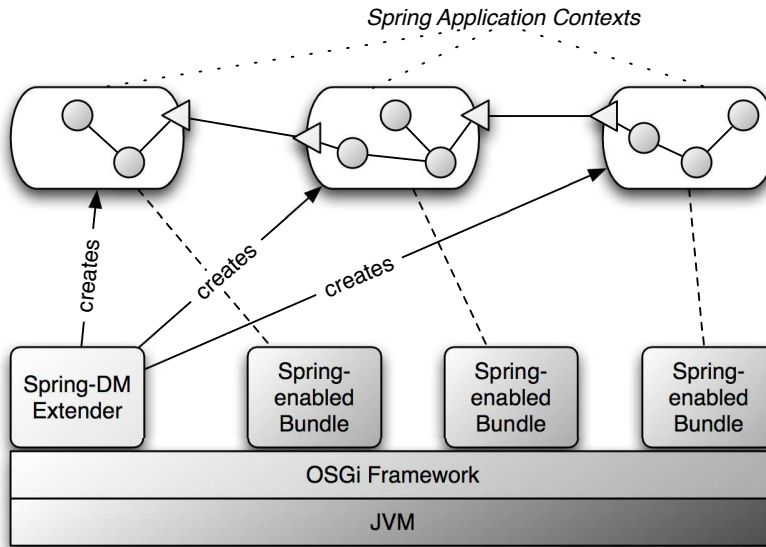 Spring Application Contexts
creates
creates
creates
Spring-DM
Extender
Spring-
enabled
Bundle
Spring-
enabled
Bundle
Spring-
enabled
Bundle
OSGi Framework
JVM